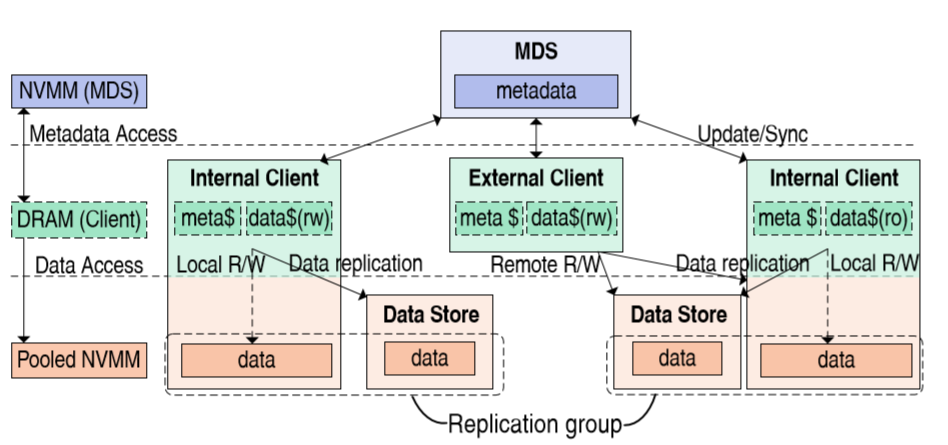 MDS
metadata
NVMM (MDS)
Metadata Access
Update/Sync
Internal Client
External Client
Internal Client
DRAM (Client)
meta$ data$(rw)
meta $ data$(rw)
meta $ data$(ro)
Data Access
Local R/W
Data replication
Remote R/W
Data replication
Local R/W
Data Store
Data Store
Pooled NVMM
data
data
data
data
Replication group